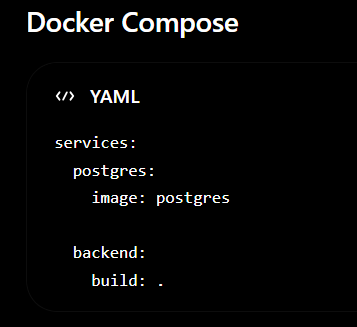 Docker Compose
</> YAML
services:
  postgres:
    image: postgres

  backend:
    build: .